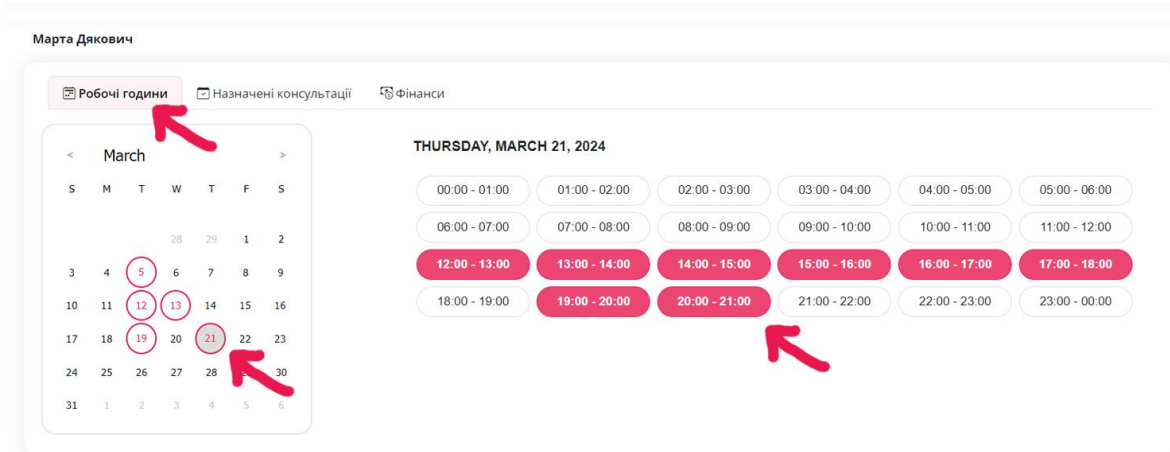 Марта Дякович
Робочі години Назначені консультації Фінанси
< March >
S M T W T F S
28 29 1 2
3 4 5 6 7 8 9
10 11 12 13 14 15 16
17 18 19 20 21 22 23
24 25 26 27 28 30
31 1 2 3 4 5 6
THURSDAY, MARCH 21, 2024
00:00 - 01:00 01:00 - 02:00 02:00 - 03:00 03:00 - 04:00 04:00 - 05:00 05:00 - 06:00
06:00 - 07:00 07:00 - 08:00 08:00 - 09:00 09:00 - 10:00 10:00 - 11:00 11:00 - 12:00
12:00 - 13:00 13:00 - 14:00 14:00 - 15:00 15:00 - 16:00 16:00 - 17:00 17:00 - 18:00
18:00 - 19:00 19:00 - 20:00 20:00 - 21:00 21:00 - 22:00 22:00 - 23:00 23:00 - 00:00